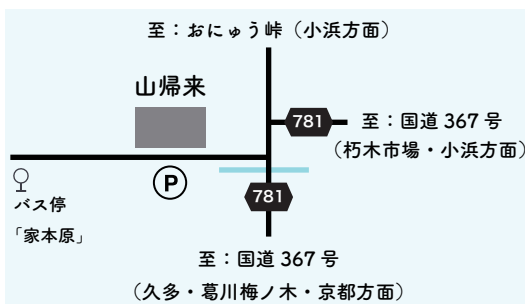 至：おにゅう峠（小浜方面）
山帰来
781
至：国道 367 号
（朽木市場・小浜方面）
P
バス停
「家本原」
781
至：国道 367 号
（久多・葛川梅ノ木・京都方面）